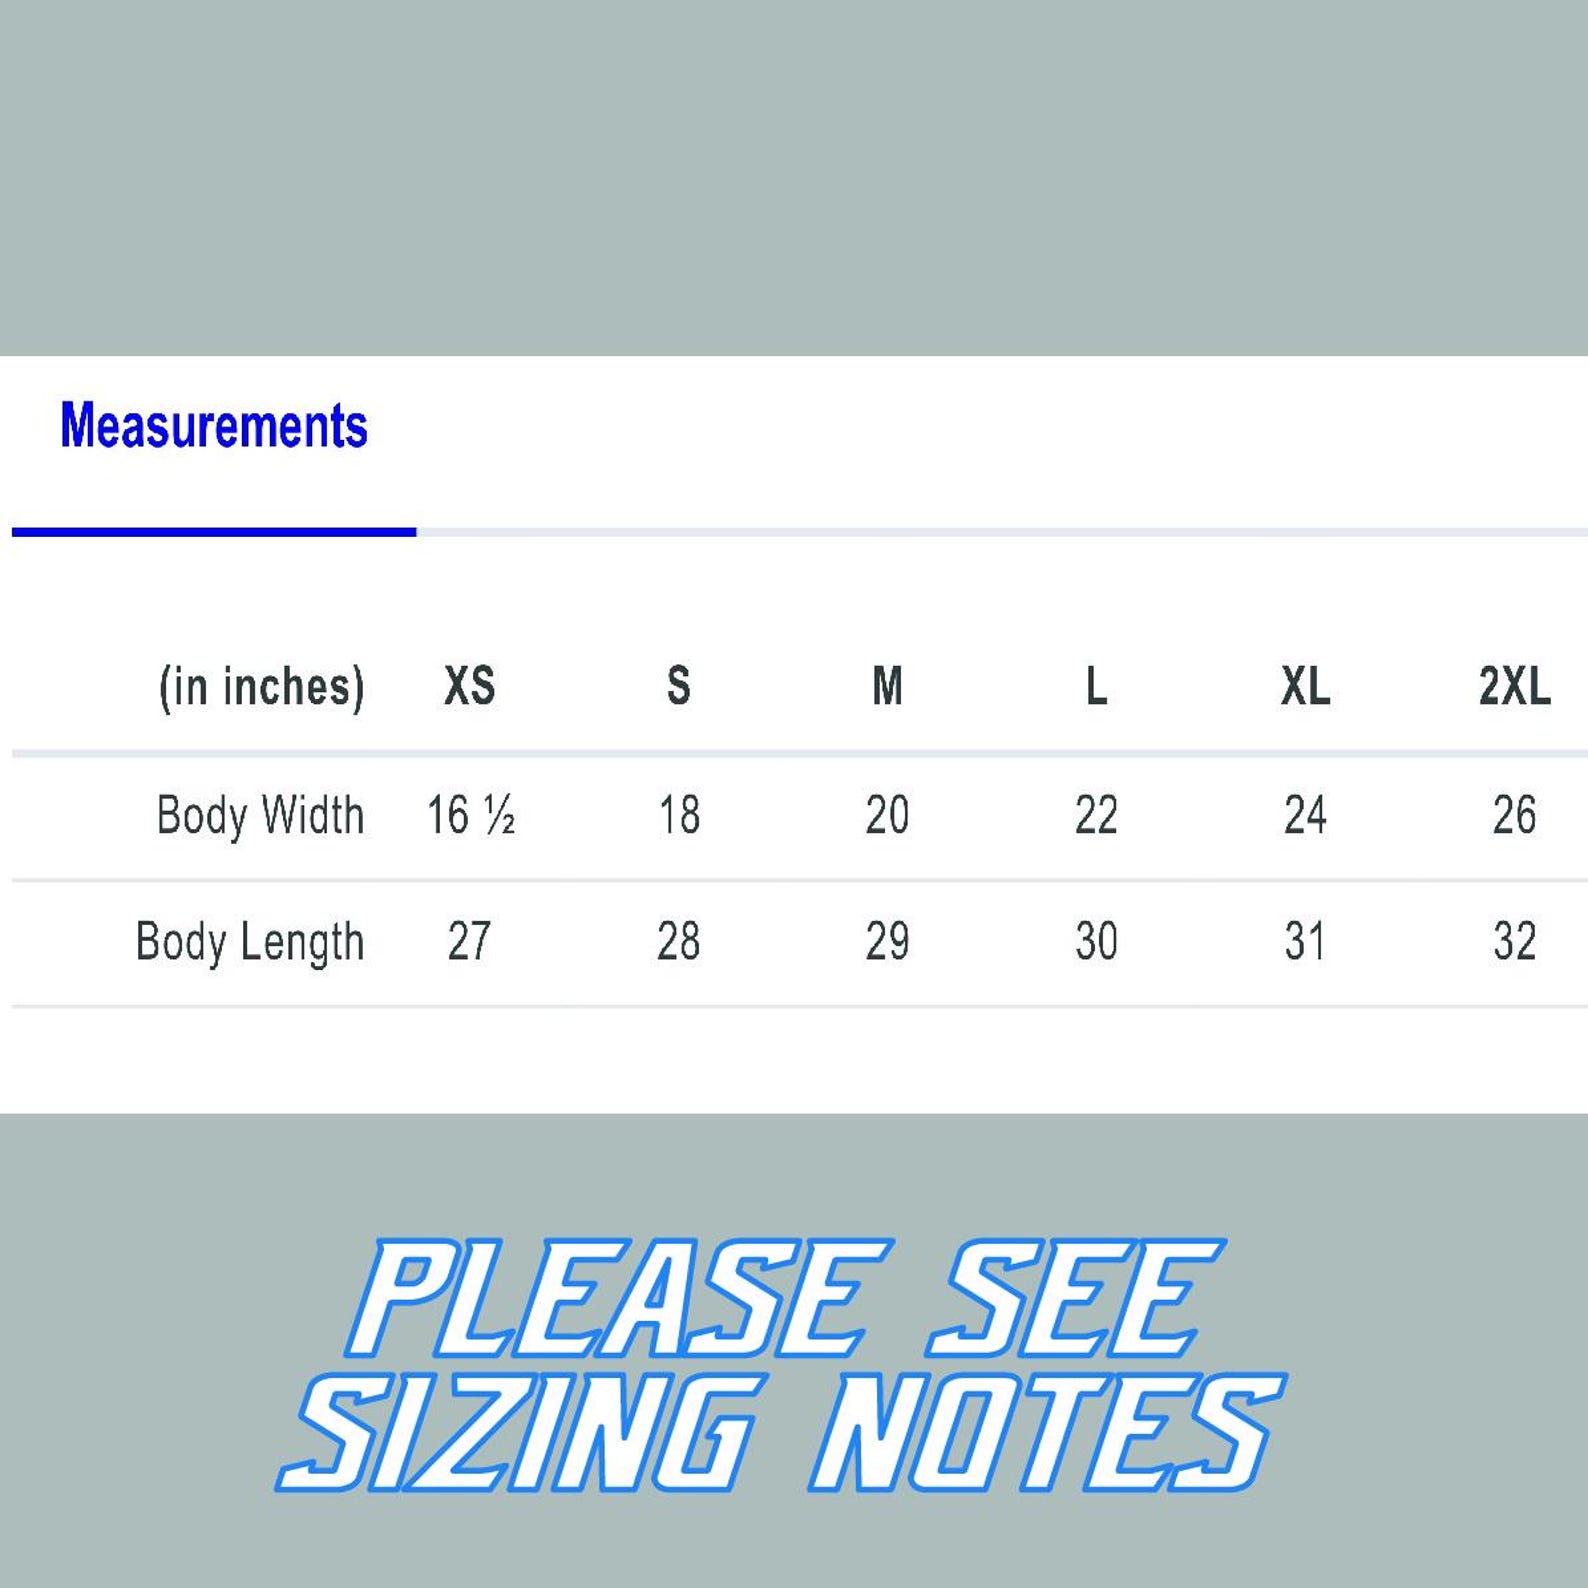 Measurements
(in inches) XS S M L XL 2XL
Body Width 16 ½ 18 20 22 24 26
Body Length 27 28 29 30 31 32
PLEASE SEE
SIZING NOTES